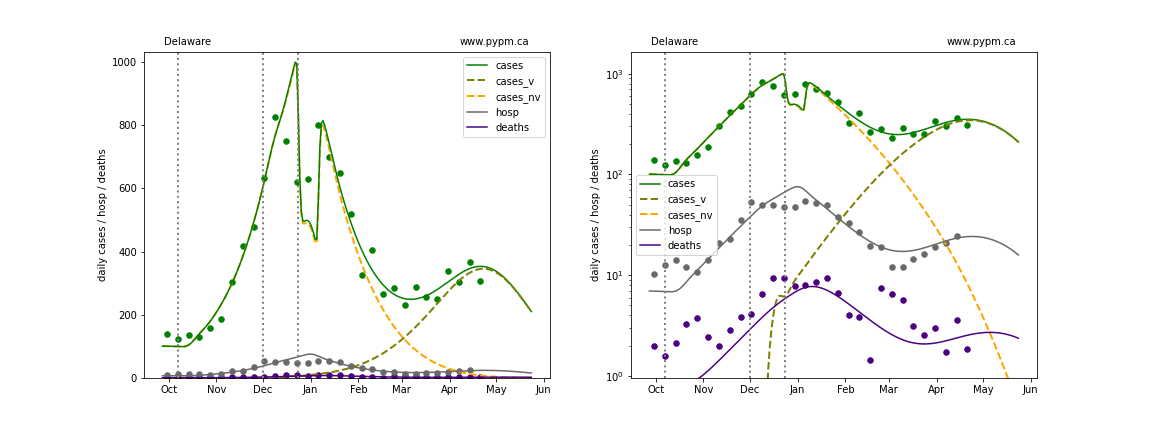 Delaware
www.pypm.ca
1000
800
600
400
200
0
daily cases / hosp / deaths
cases
cases_v
cases_nv
hosp
deaths
Oct
Nov
Dec
Jan
Feb
Mar
Apr
May
Jun
Delaware
www.pypm.ca
10³
10²
10¹
10⁰
daily cases / hosp / deaths
cases
cases_v
cases_nv
hosp
deaths
Oct
Nov
Dec
Jan
Feb
Mar
Apr
May
Jun